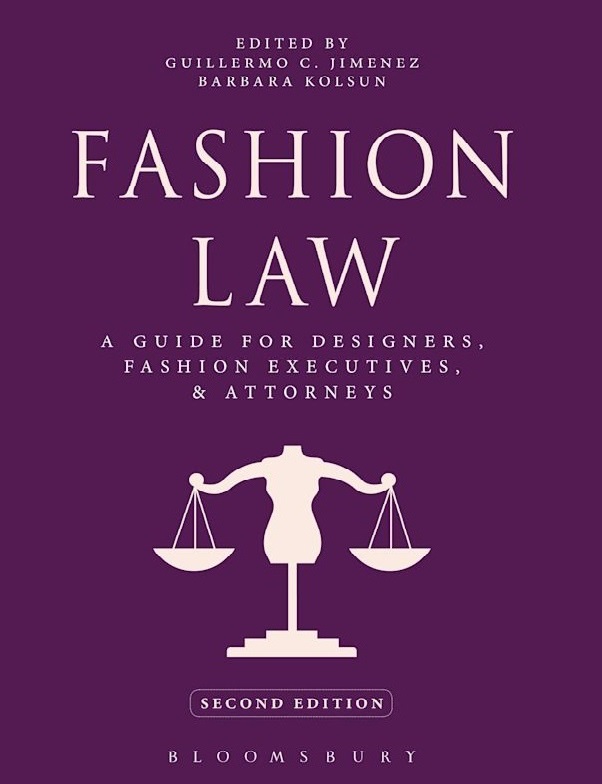 EDITED BY
GUILLERMO C. JIMENEZ
BARBARA KOLSUN
FASHION
LAW
A GUIDE FOR DESIGNERS,
FASHION EXECUTIVES,
& ATTORNEYS
SECOND EDITION
BLOOMSBURY